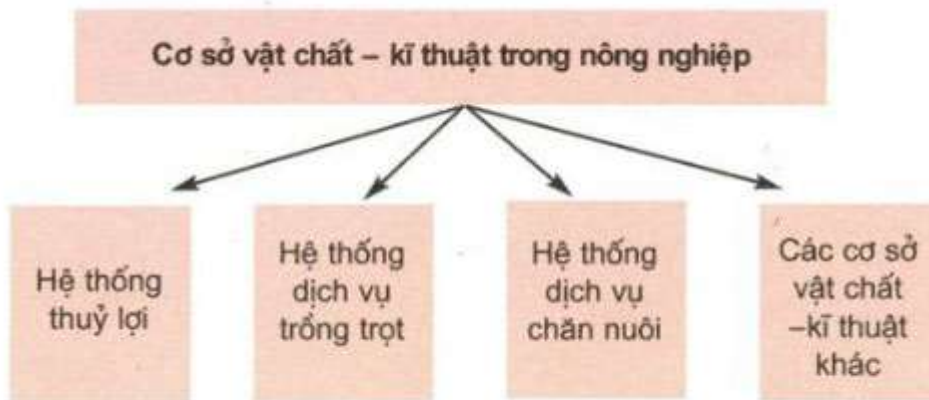 Cơ sở vật chất – kĩ thuật trong nông nghiệp
Hệ thống
thuỷ lợi
Hệ thống
dịch vụ
trồng trọt
Hệ thống
dịch vụ
chăn nuôi
Các cơ sở
vật chất
–kĩ thuật
khác